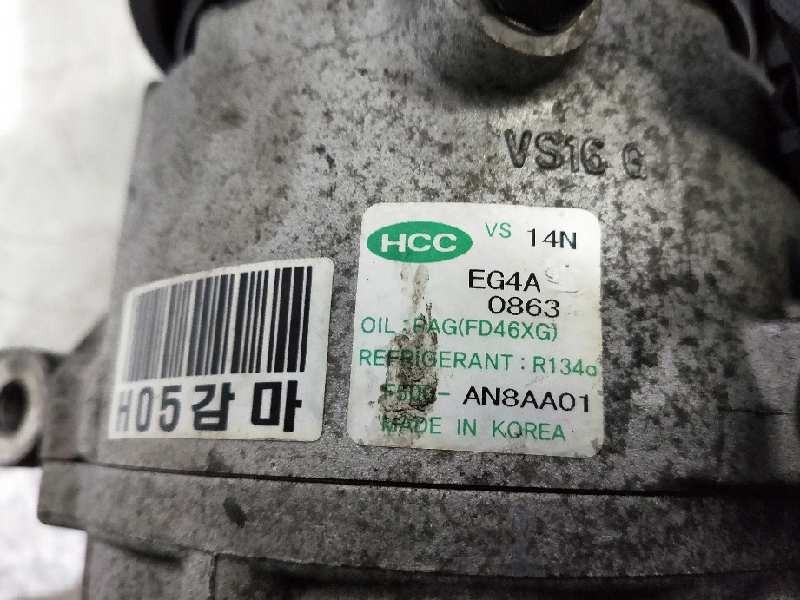 VS16 G
HCC VS 14N
EG4A
0863
OIL : PAG(FD46XG)
REFRIGERANT : R134a
AN8AA01
MADE IN KOREA
H05감마